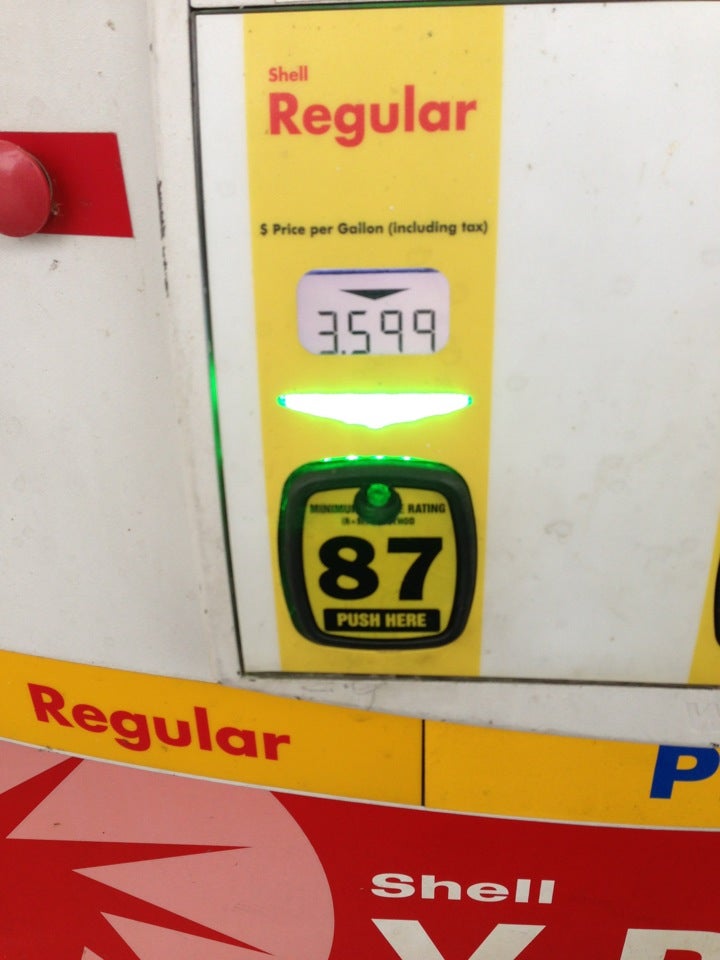 Shell
Regular
$ Price per Gallon (including tax)
3.599
MINIMUM RATING
87
PUSH HERE
Regular
P
Shell